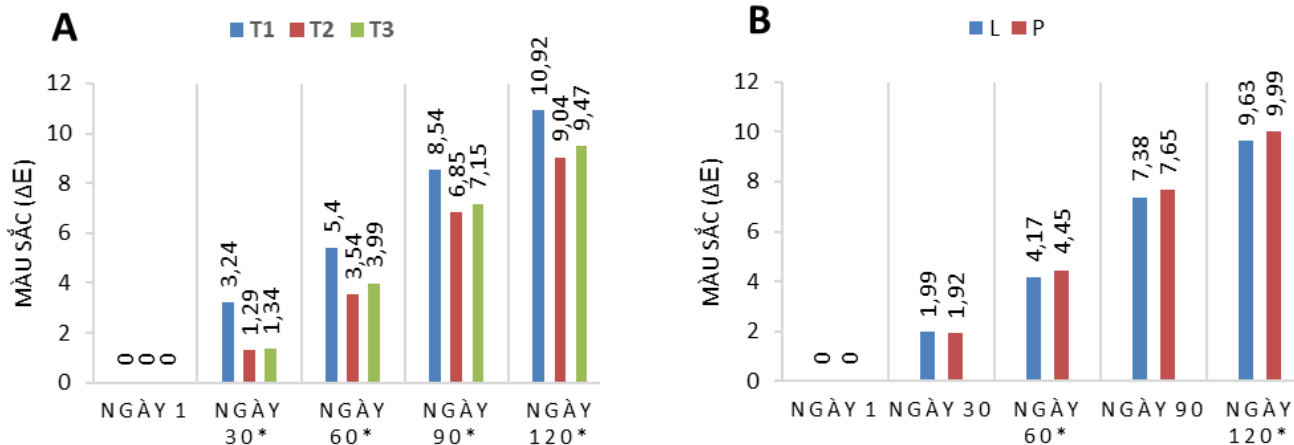 A
T1 T2 T3
MÀU SẮC (ΔE)
12
10
8
6
4
2
0
0 0 0
3,24 1,29 1,34
5,4 3,54 3,99
8,54 6,85 7,15
10,92 9,04 9,47
NGÀY 1 NGÀY NGÀY NGÀY NGÀY
30* 60* 90* 120*
B
L P
MÀU SẮC (ΔE)
12
10
8
6
4
2
0
0 0
1,99 1,92
4,17 4,45
7,38 7,65
9,63 9,99
NGÀY 1 NGÀY 30 NGÀY NGÀY 90 NGÀY
60* 120*